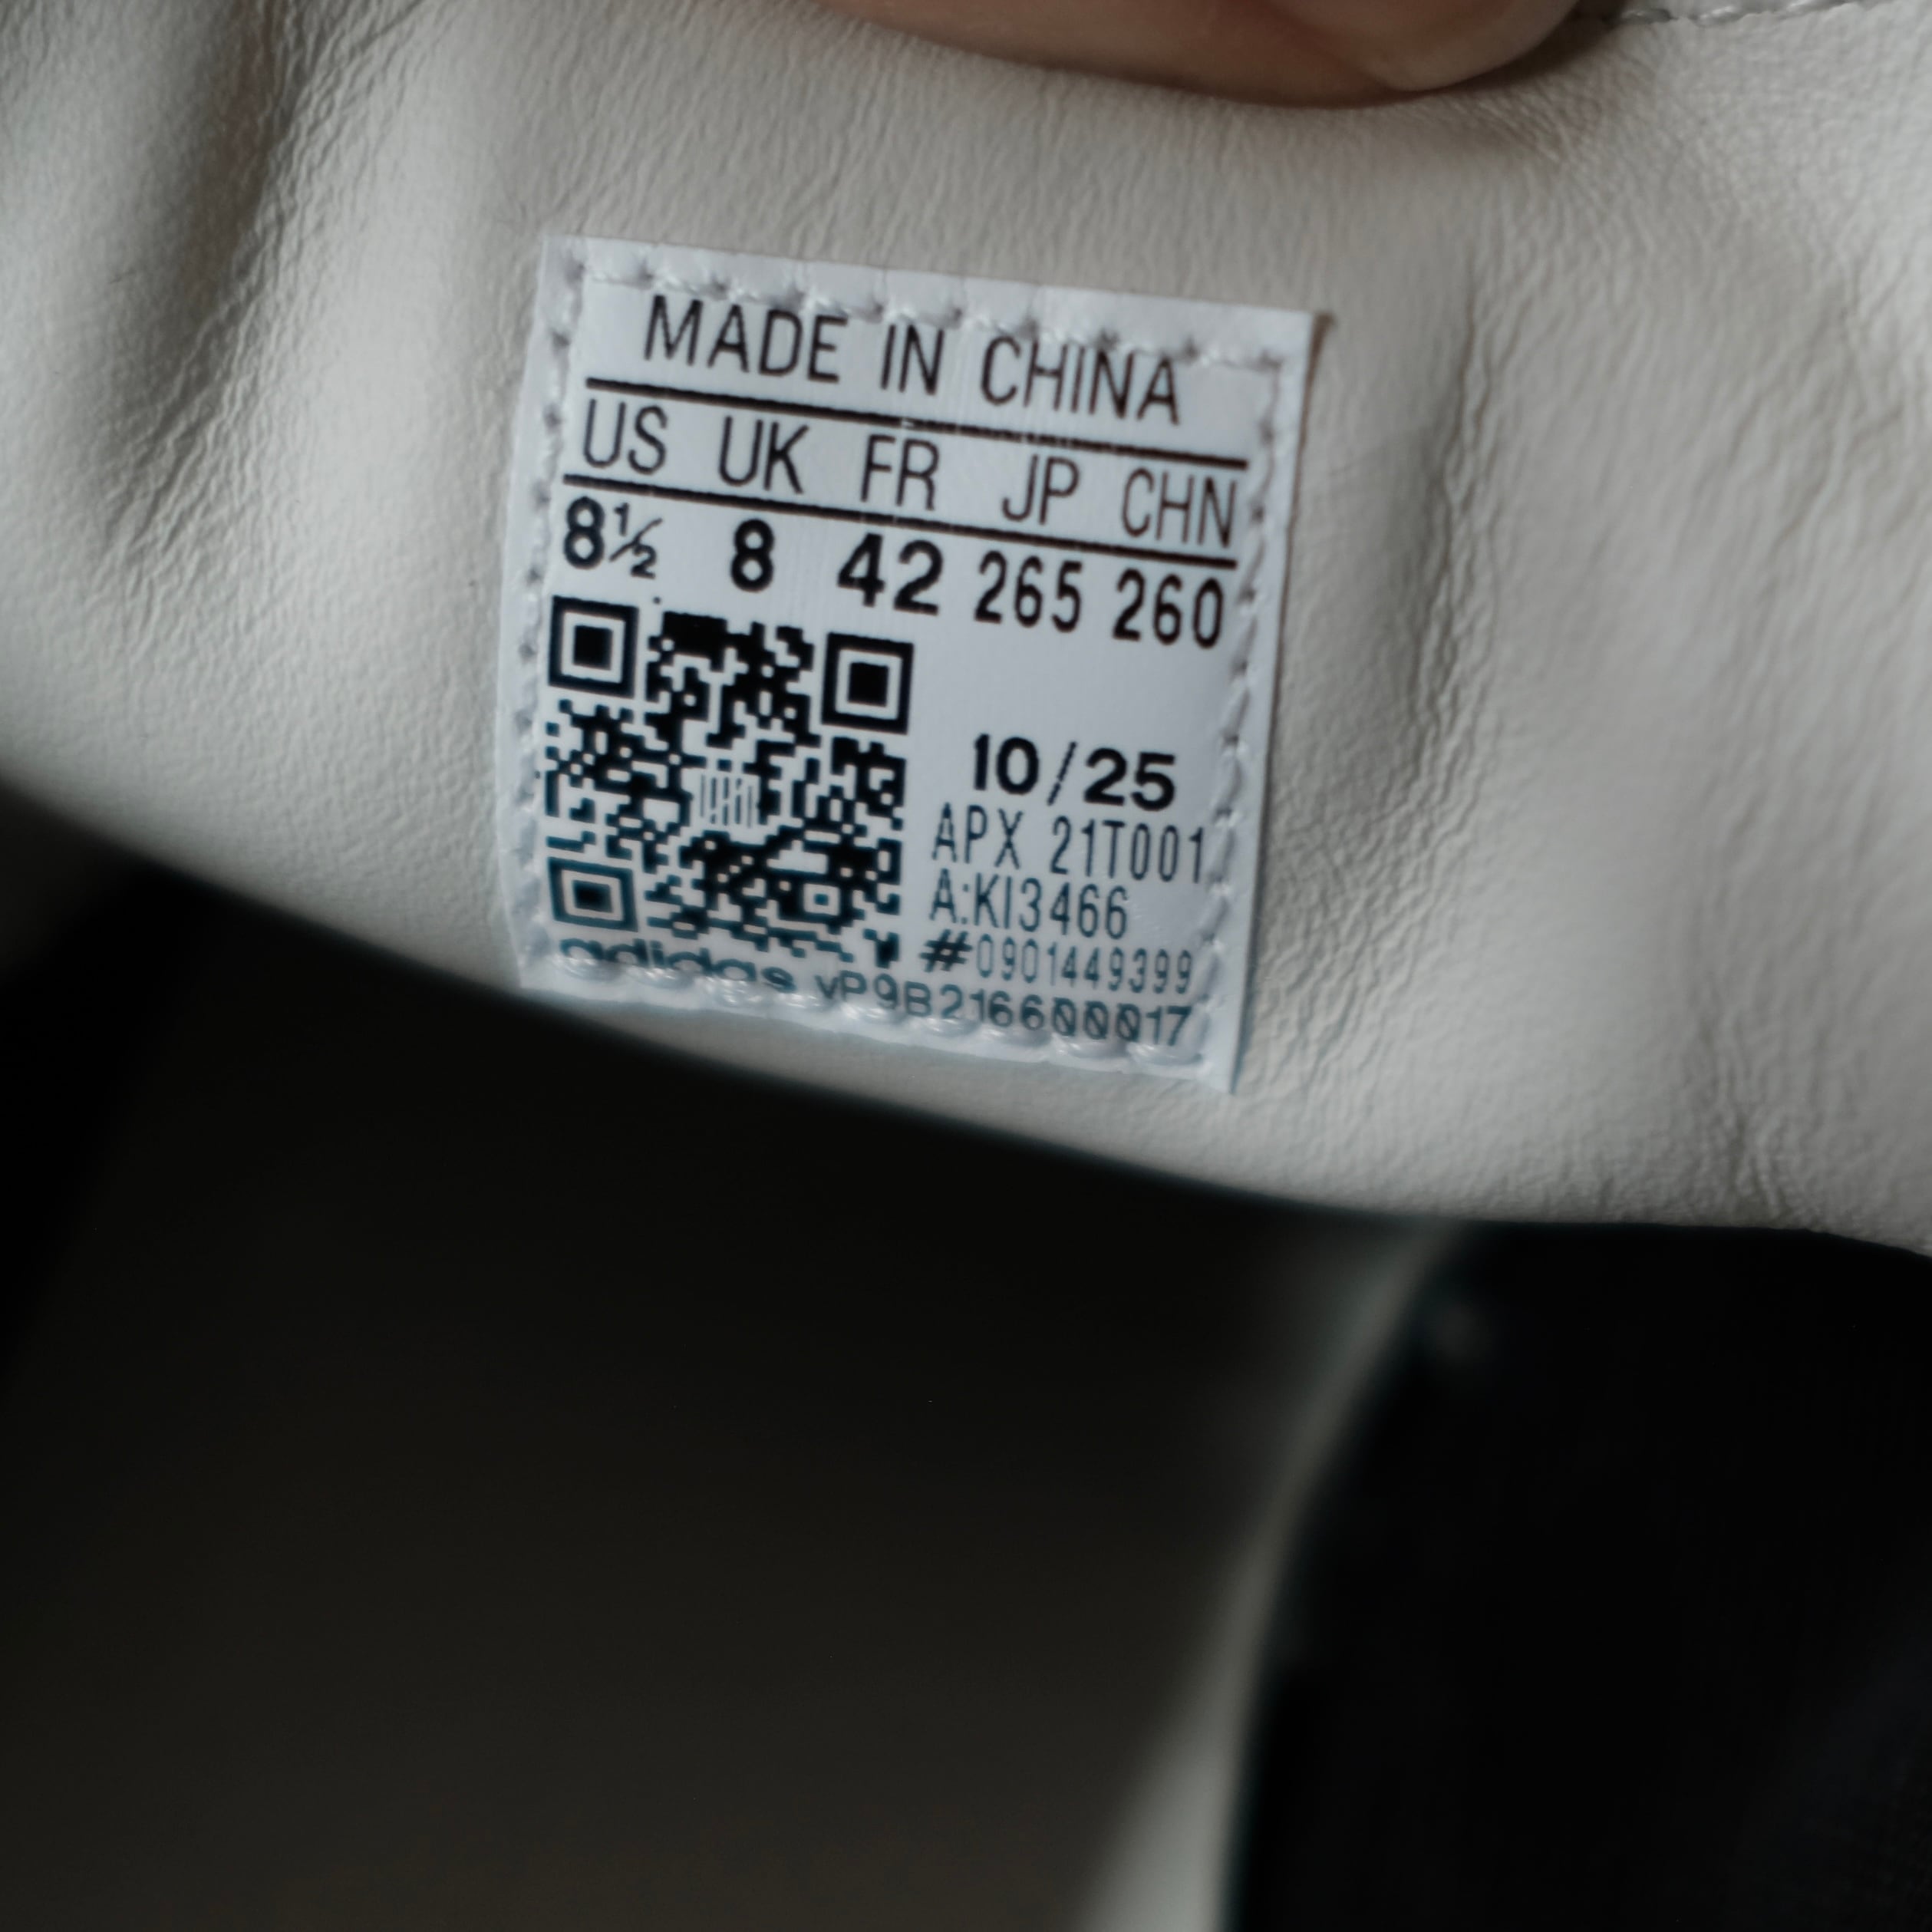 MADE IN CHINA
US UK FR JP CHN
8½ 8 42 265 260
10/25
APX 21T001
A:KI3466
#0901449399
adidas vP9B216600017